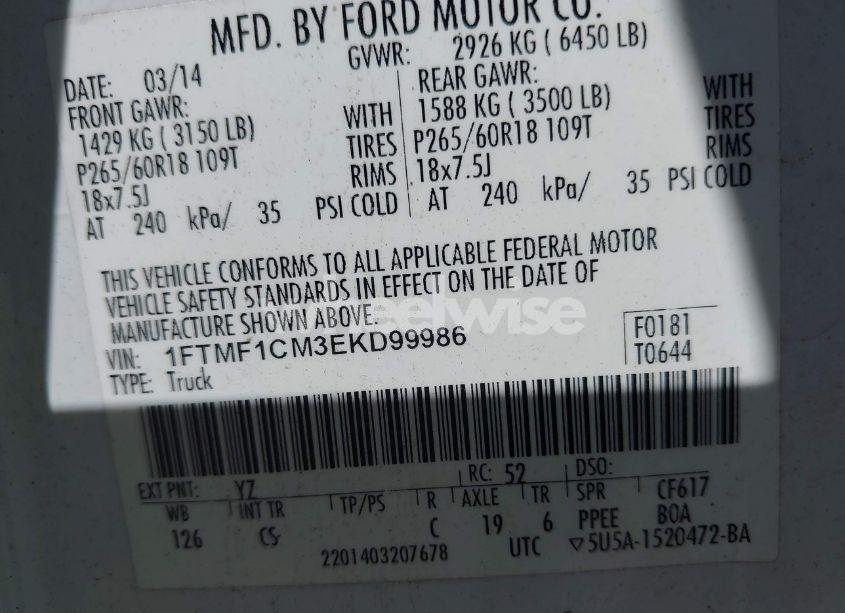 MFD. BY FORD MOTOR CO.
DATE: 03/14 GVWR: 2926 KG ( 6450 LB)
FRONT GAWR: REAR GAWR:
1429 KG ( 3150 LB) WITH 1588 KG ( 3500 LB) WITH
P265/60R18 109T TIRES P265/60R18 109T TIRES
18x7.5J RIMS 18x7.5J RIMS
AT 240 kPa/ 35 PSI COLD AT 240 kPa/ 35 PSI COLD
THIS VEHICLE CONFORMS TO ALL APPLICABLE FEDERAL MOTOR
VEHICLE SAFETY STANDARDS IN EFFECT ON THE DATE OF
MANUFACTURE SHOWN ABOVE.
wheelwise
VIN: 1FTMF1CM3EKD99986 F0181
TYPE: Truck T0644
EXT PNT: YZ RC: 52 DSO:
WB INT TR TP/PS R AXLE TR SPR CF617
126 CS C 19 6 PPEE BOA
2201403207678 UTC ▽5U5A-1520472-BA